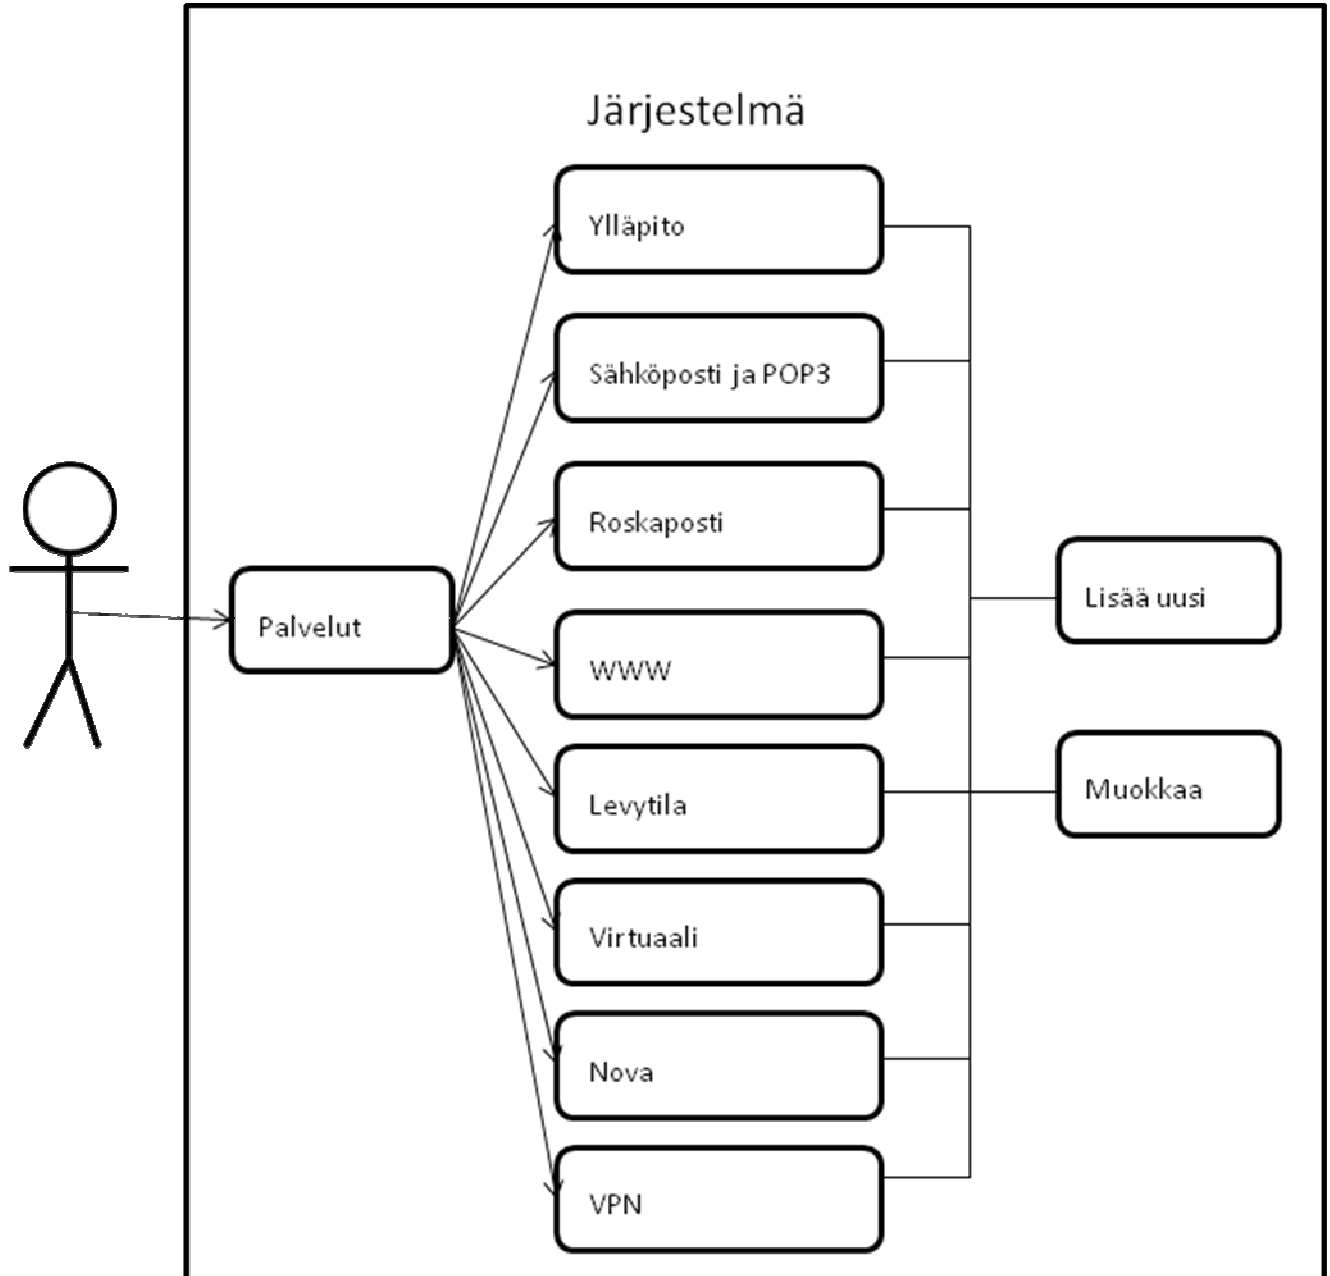 Järjestelmä
Palvelut
Ylläpito
Sähköposti ja POP3
Roskaposti
WWW
Levytila
Virtuaali
Nova
VPN
Lisää uusi
Muokkaa